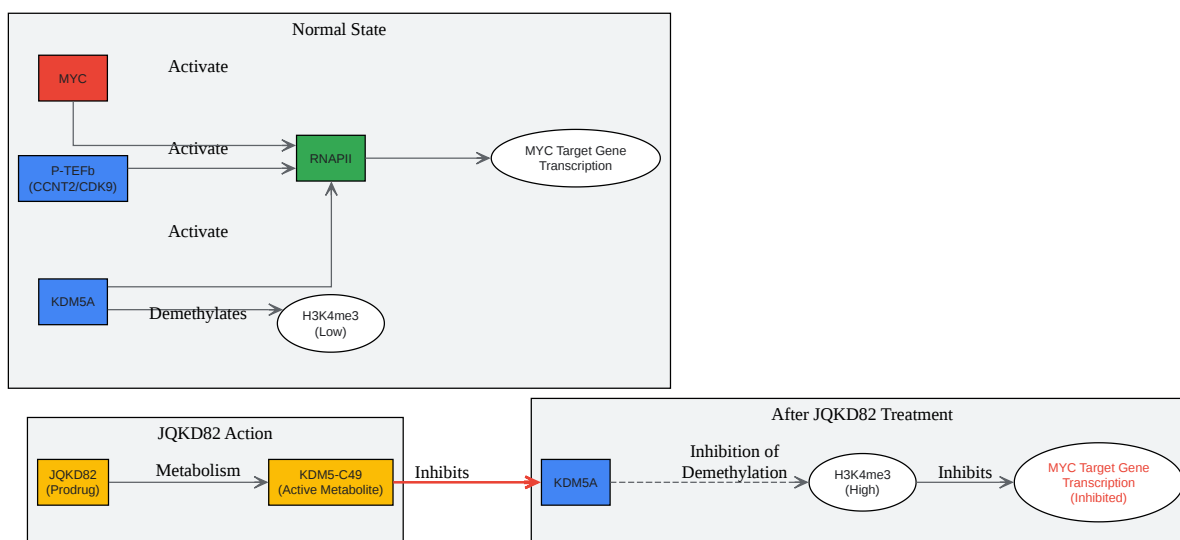 Normal State
Activate
MYC
Activate
P-TEFb
(CCNT2/CDK9)
RNAPII
MYC Target Gene
Transcription
Activate
KDM5A
Demethylates
H3K4me3
(Low)
JQKD82 Action
JQKD82
(Prodrug)
Metabolism
KDM5-C49
(Active Metabolite)
Inhibits
After JQKD82 Treatment
KDM5A
Inhibition of
Demethylation
H3K4me3
(High)
Inhibits
MYC Target Gene
Transcription
(Inhibited)